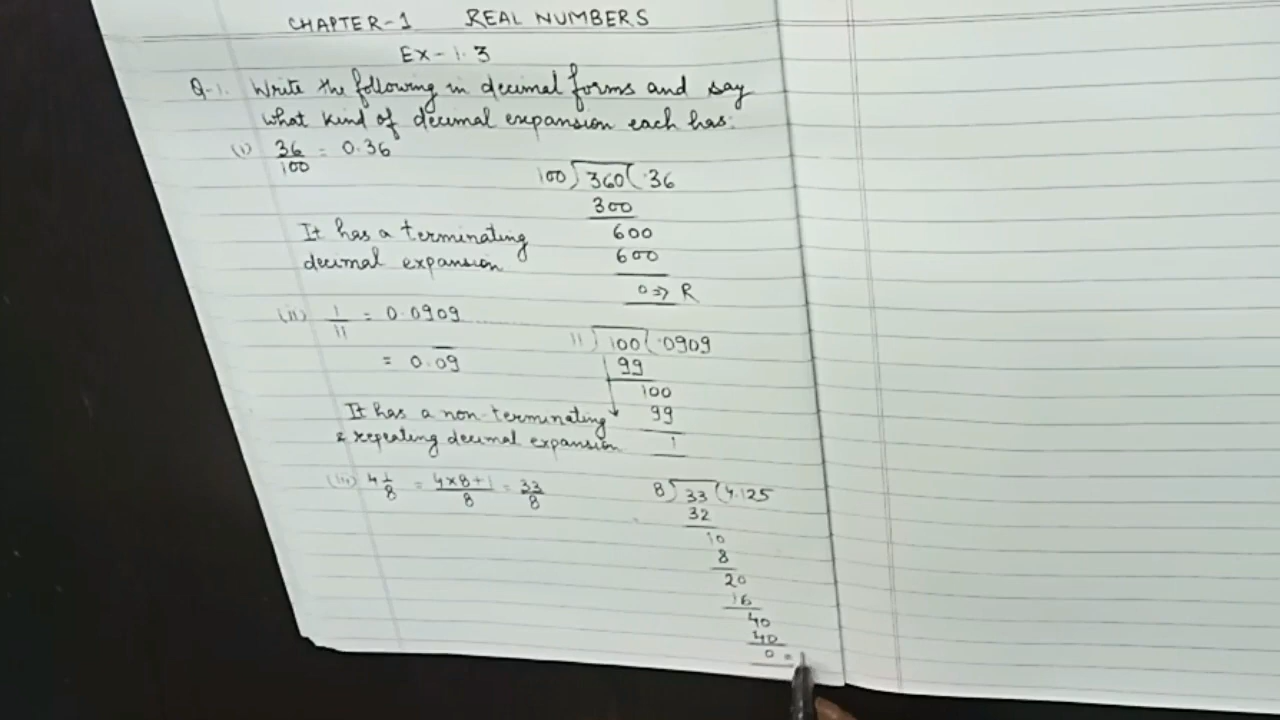 CHAPTER-1 REAL NUMBERS
Ex-1.3
Q-1. Write the following in decimal forms and say
what kind of decimal expansion each has:
(i) 36/100 = 0.36
100) 360 (.36
300
600
600
0 => R
It has a terminating
decimal expansion
(ii) 1/11 = 0.0909
= 0.0̅9̅
11) 100 (.0909
99
100
99
1
It has a non-terminating
& repeating decimal expansion
(iii) 4 1/8 = 4×8+1/8 = 33/8
8) 33 (4.125
32
10
8
20
16
40
40
0 =